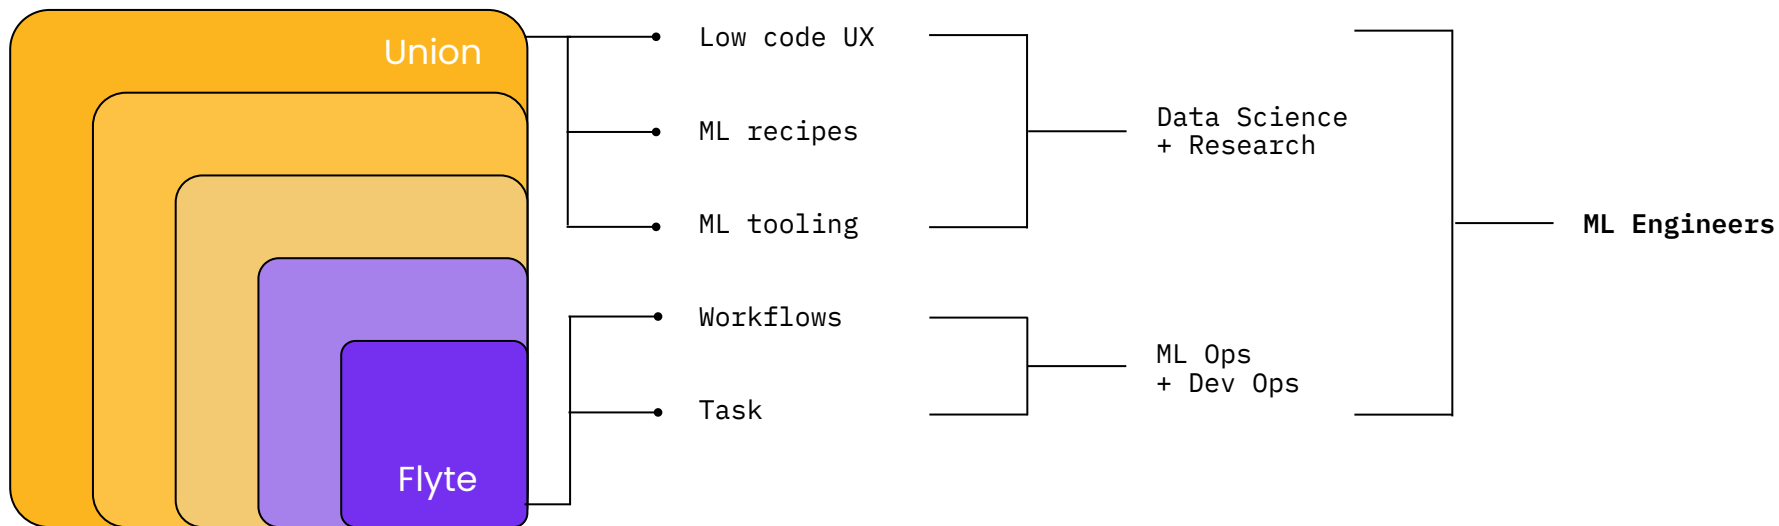 Union
Low code UX
ML recipes
ML tooling
Data Science
+ Research
ML Engineers
Workflows
Task
ML Ops
+ Dev Ops
Flyte